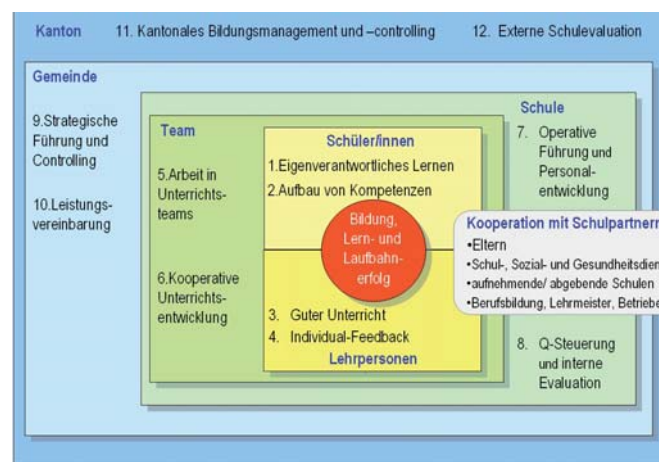 Kanton
11. Kantonales Bildungsmanagement und –controlling
12. Externe Schulevaluation
Gemeinde
9.Strategische
Führung und
Controlling
10.Leistungs-
vereinbarung
Team
5.Arbeit in
Unterrichts-
teams
6.Kooperative
Unterrichts-
entwicklung
Schüler/innen
1.Eigenverantwortliches Lernen
2.Aufbau von Kompetenzen
Bildung,
Lern- und
Laufbahn-
erfolg
3. Guter Unterricht
4. Individual-Feedback
Lehrpersonen
Schule
7. Operative
Führung und
Personal-
entwicklung
Kooperation mit Schulpartnern
•Eltern
•Schul-, Sozial- und Gesundheitsdien
•aufnehmende/ abgebende Schulen
•Berufsbildung, Lehrmeister, Betriebe
8. Q-Steuerung
und interne
Evaluation